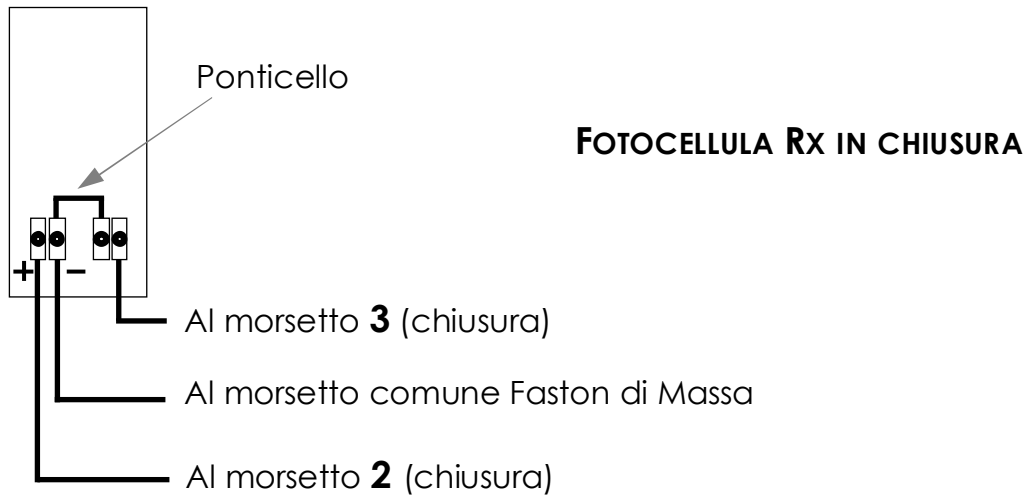 Ponticello
FOTOCELLULA RX IN CHIUSURA
+ −
Al morsetto 3 (chiusura)
Al morsetto comune Faston di Massa
Al morsetto 2 (chiusura)